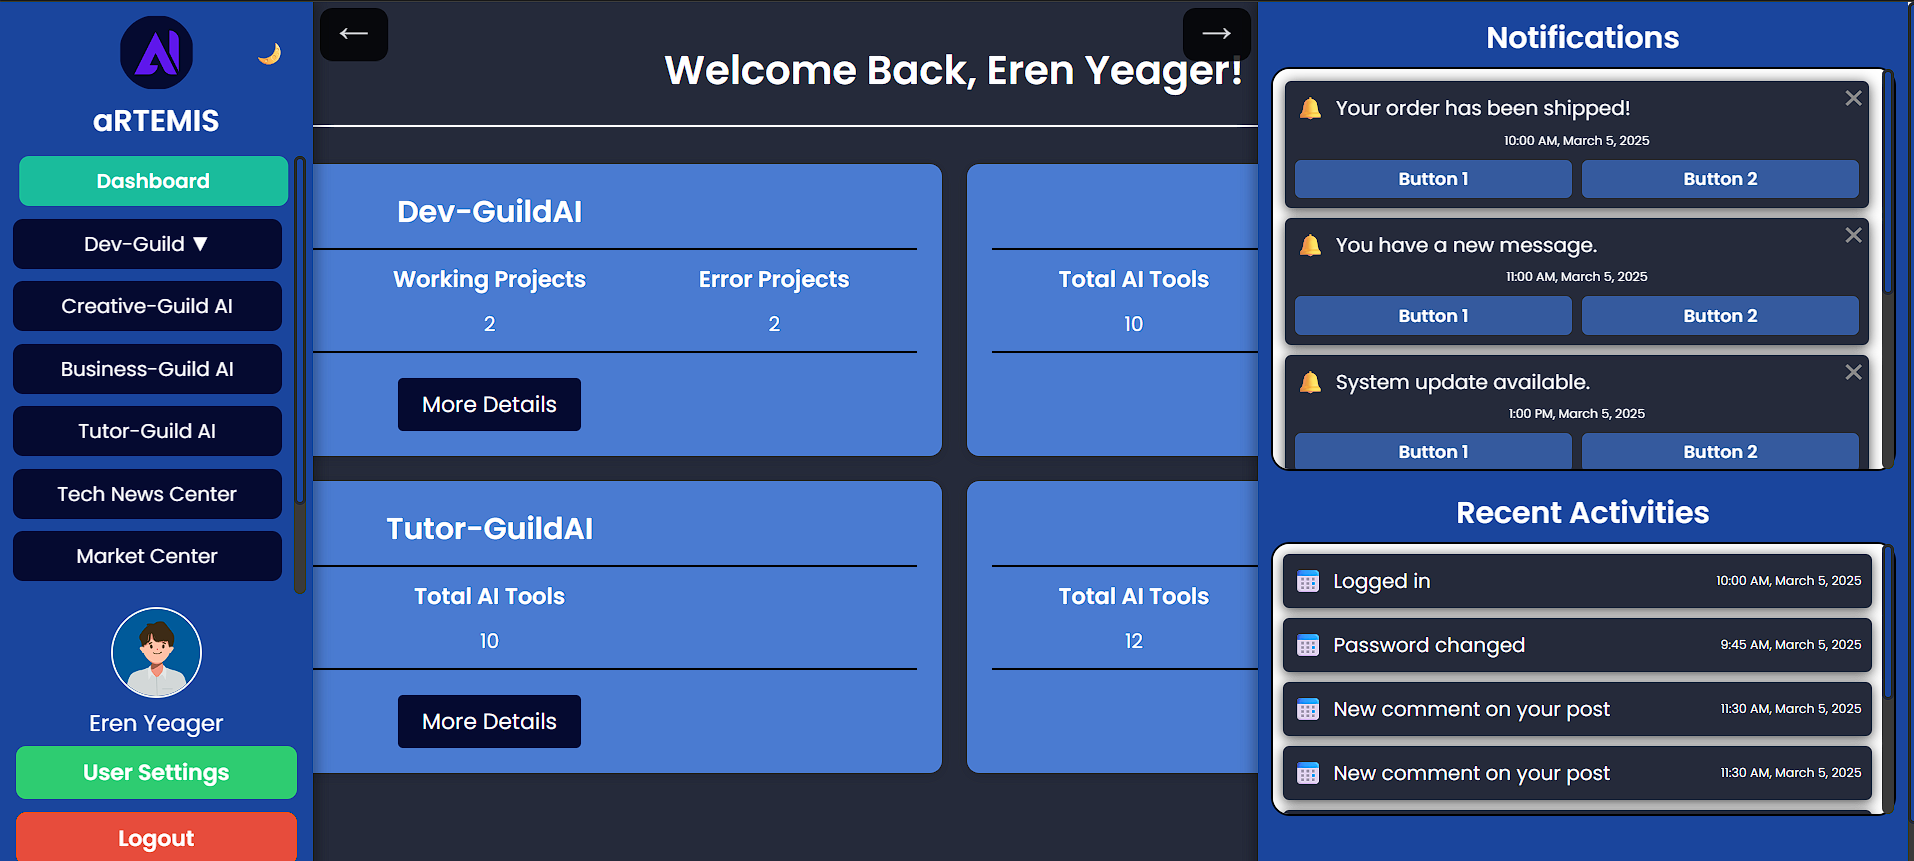 aRTEMIS
Dashboard
Dev-Guild ▼
Creative-Guild AI
Business-Guild AI
Tutor-Guild AI
Tech News Center
Market Center
Eren Yeager
User Settings
Logout
←
→
Welcome Back, Eren Yeager!
Dev-GuildAI
Working Projects Error Projects
2 2
More Details
Total AI Tools
10
Tutor-GuildAI
Total AI Tools
10
More Details
Total AI Tools
12
Notifications
Your order has been shipped!
10:00 AM, March 5, 2025
Button 1 Button 2
You have a new message.
11:00 AM, March 5, 2025
Button 1 Button 2
System update available.
1:00 PM, March 5, 2025
Button 1 Button 2
Recent Activities
Logged in 10:00 AM, March 5, 2025
Password changed 9:45 AM, March 5, 2025
New comment on your post 11:30 AM, March 5, 2025
New comment on your post 11:30 AM, March 5, 2025